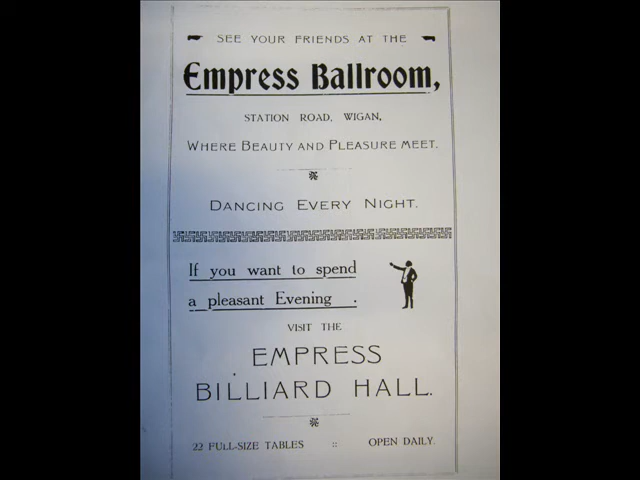 SEE YOUR FRIENDS AT THE
Empress Ballroom,
STATION ROAD, WIGAN,
WHERE BEAUTY AND PLEASURE MEET.
DANCING EVERY NIGHT.
If you want to spend
a pleasant Evening .
VISIT THE
EMPRESS
BILLIARD HALL.
22 FULL-SIZE TABLES :: OPEN DAILY.